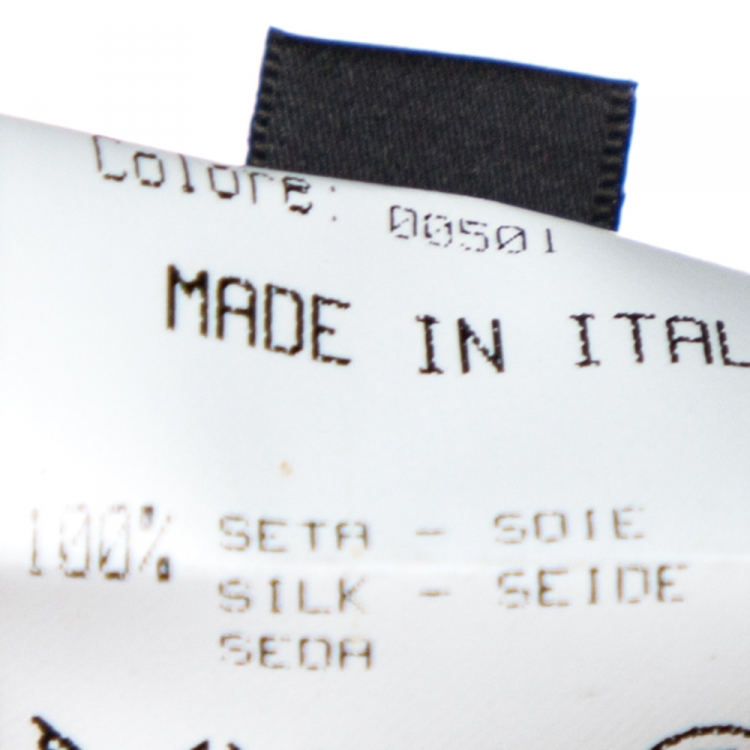 Colore: 00501
MADE IN ITAL
100% SETA - SOIE
SILK - SEIDE
SEDA